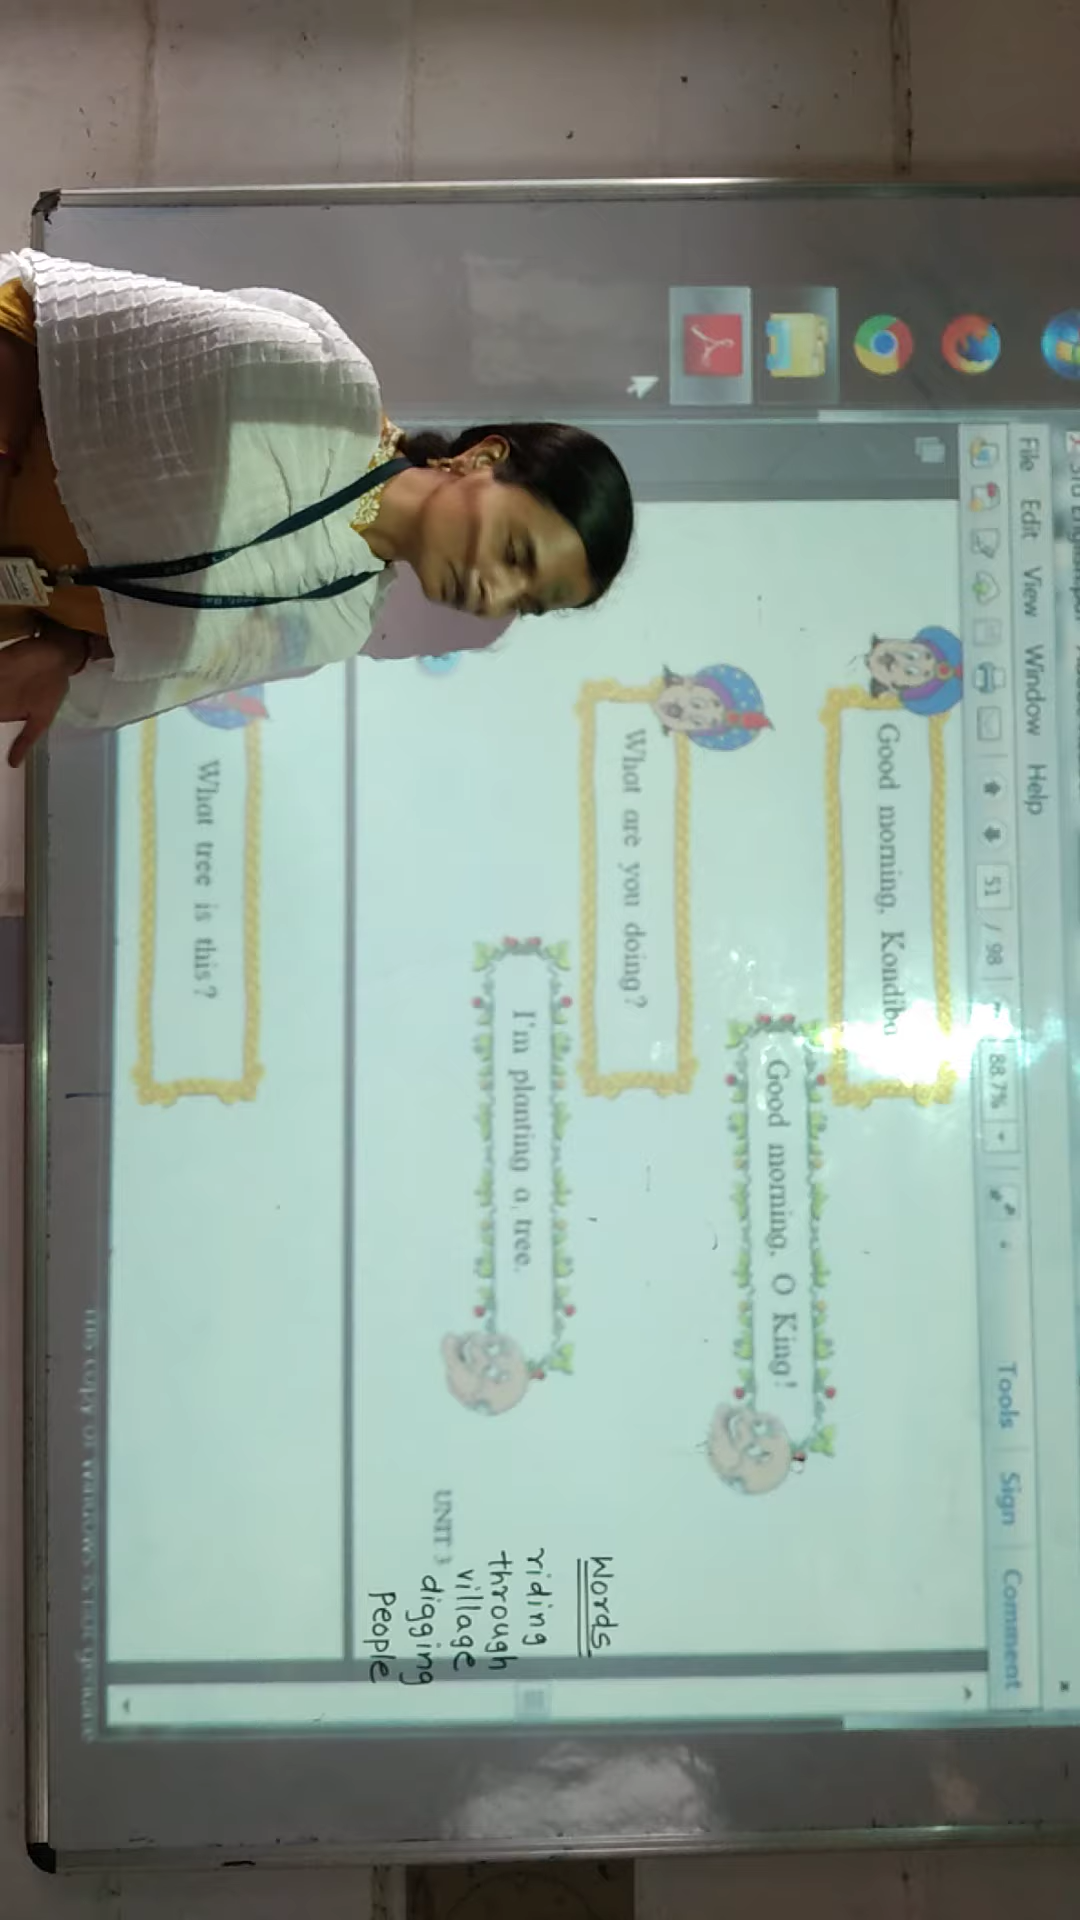 File Edit View Window Help
51 / 98
88.7%
Tools Sign Comment
Good morning, Kondiba
Good morning, O King!
What are you doing?
I'm planting a tree.
UNIT 3
What tree is this?
Words
riding
through
village
digging
people